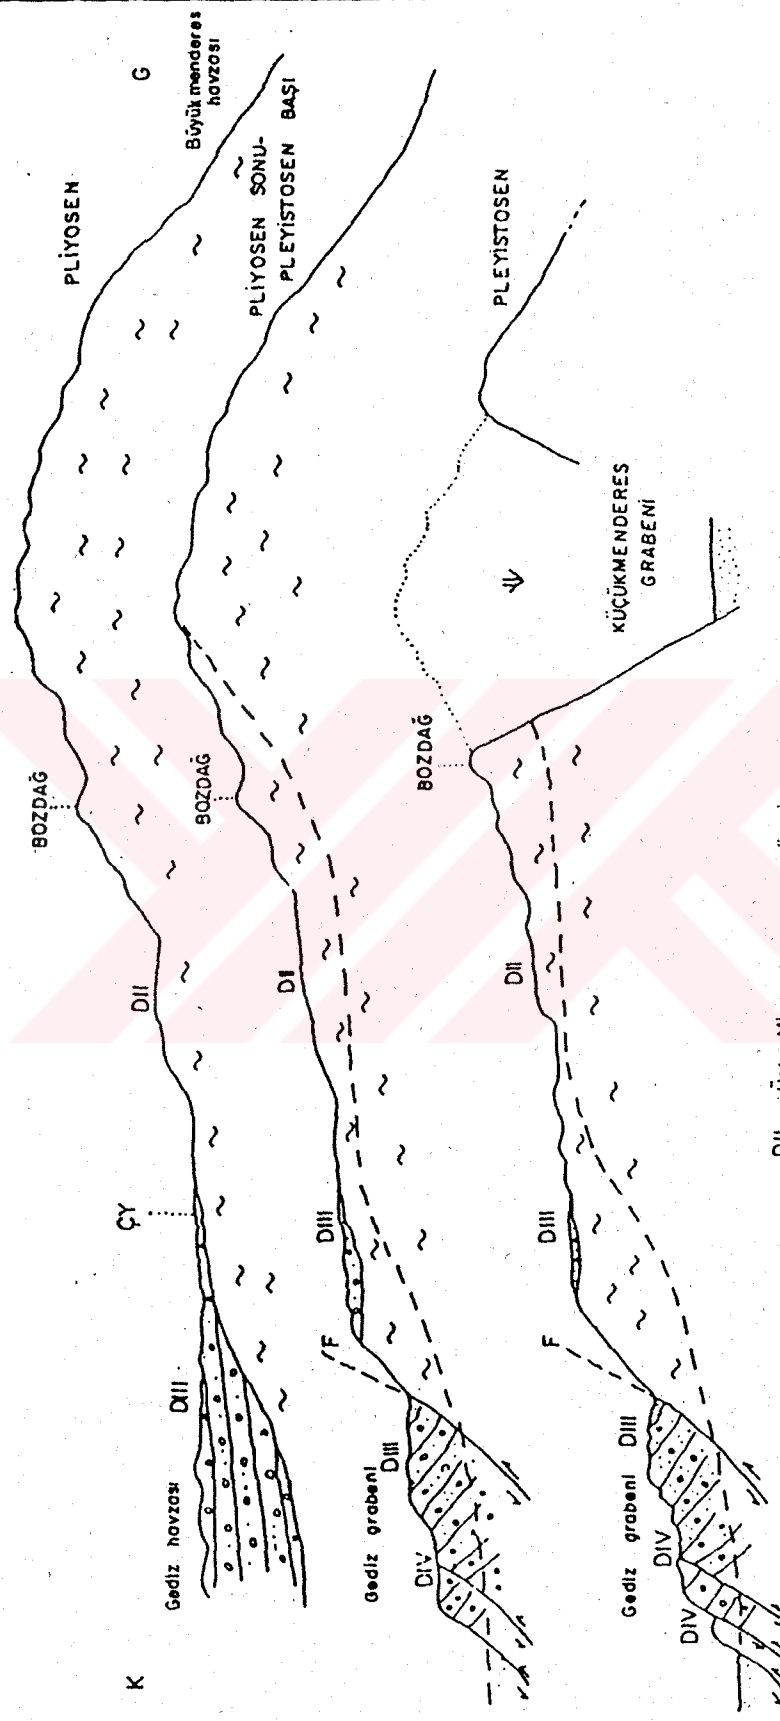 K
G
PLİYOSEN
Büyük menderes
havzası
BOZDAĞ
DII
ÇY
DIII
Gediz havzası
PLİYOSEN SONU-
PLEYİSTOSEN BAŞI
BOZDAĞ
DII
DIII
F
DIII
DIV
Gediz grabeni
PLEYİSTOSEN
KÜÇÜKMENDERES
GRABENİ
BOZDAĞ
DII
DIII
F
DIII
DIV
DIV
Gediz grabeni